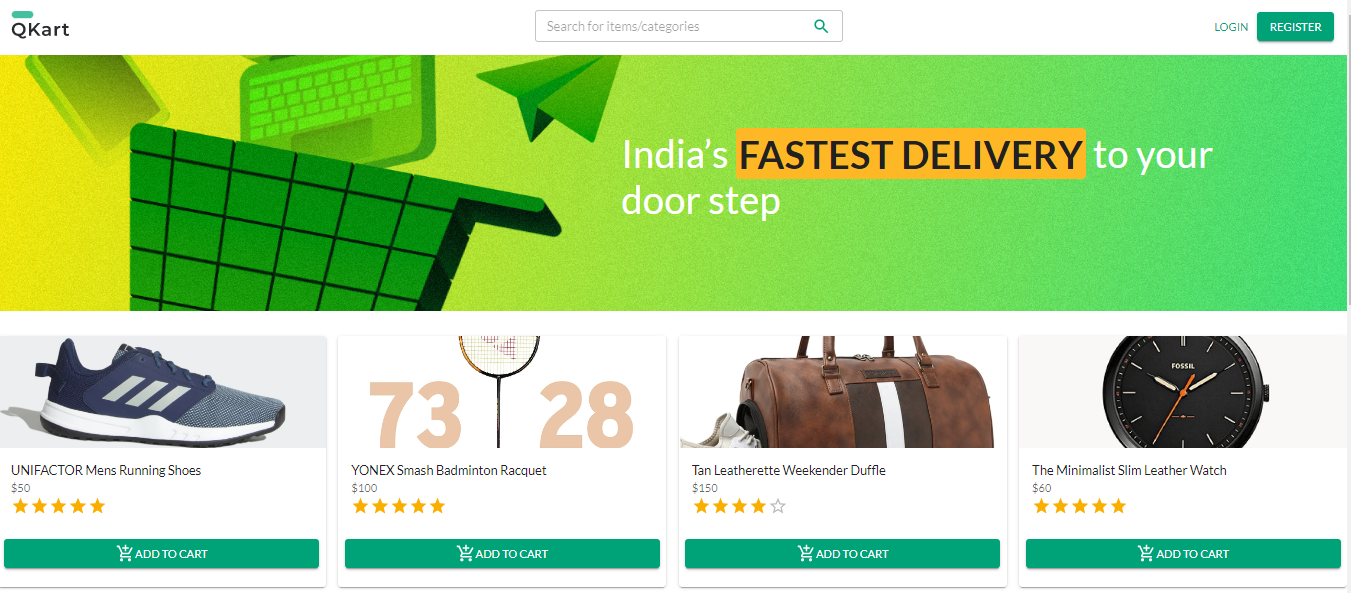 QKart
Search for items/categories
LOGIN
REGISTER
India’s FASTEST DELIVERY to your
door step
73 28
FOSSIL
UNIFACTOR Mens Running Shoes
$50
YONEX Smash Badminton Racquet
$100
Tan Leatherette Weekender Duffle
$150
The Minimalist Slim Leather Watch
$60
ADD TO CART
ADD TO CART
ADD TO CART
ADD TO CART